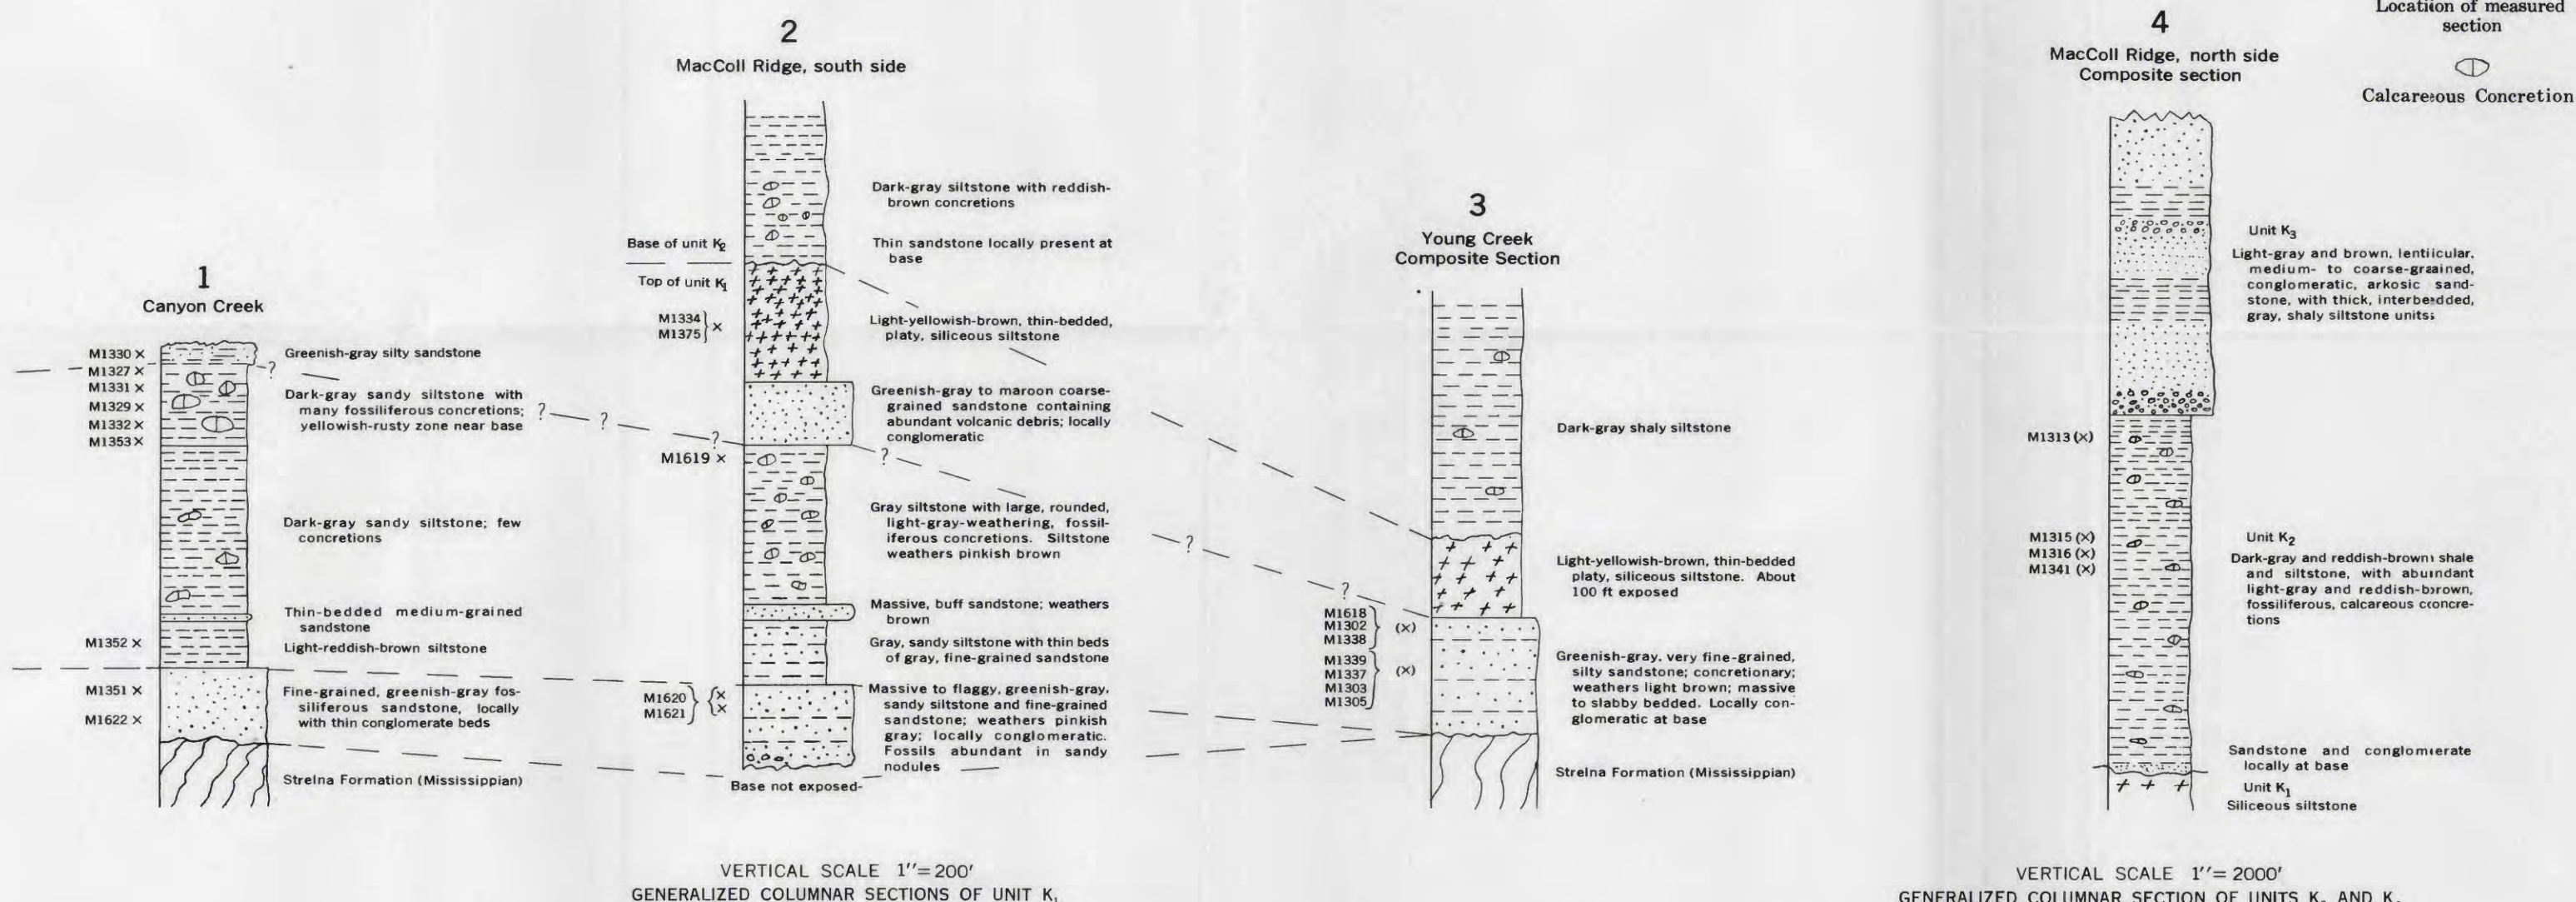 1
Canyon Creek
M1330 X
M1327 X
M1331 X
M1329 X
M1332 X
M1353 X
M1352 X
M1351 X
M1622 X
?
Greenish-gray silty sandstone
Dark-gray sandy siltstone with
many fossiliferous concretions;
yellowish-rusty zone near base
Dark-gray sandy siltstone; few
concretions
Thin-bedded medium-grained
sandstone
Light-reddish-brown siltstone
Fine-grained, greenish-gray fos-
siliferous sandstone, locally
with thin conglomerate beds
Strelna Formation (Mississippian)
? ? ?
2
MacColl Ridge, south side
Base of unit K2
Top of unit K1
M1334
M1375
X
M1619 X
M1620
M1621
X
X
Dark-gray siltstone with reddish-
brown concretions
Thin sandstone locally present at
base
Light-yellowish-brown, thin-bedded,
platy, siliceous siltstone
Greenish-gray to maroon coarse-
grained sandstone containing
abundant volcanic debris; locally
conglomeratic
?
Gray siltstone with large, rounded,
light-gray-weathering, fossil-
iferous concretions. Siltstone
weathers pinkish brown
Massive, buff sandstone; weathers
brown
Gray, sandy siltstone with thin beds
of gray, fine-grained sandstone
Massive to flaggy, greenish-gray,
sandy siltstone and fine-grained
sandstone; weathers pinkish
gray; locally conglomeratic.
Fossils abundant in sandy
nodules
Base not exposed-
? ?
3
Young Creek
Composite Section
M1618
M1302
M1338
(X)
M1339
M1337
M1303
M1305
(X)
Dark-gray shaly siltstone
Light-yellowish-brown, thin-bedded
platy, siliceous siltstone. About
100 ft exposed
Greenish-gray, very fine-grained,
silty sandstone; concretionary;
weathers light brown; massive
to slabby bedded. Locally con-
glomeratic at base
Strelna Formation (Mississippian)
VERTICAL SCALE 1"=200'
GENERALIZED COLUMNAR SECTIONS OF UNIT K1
4
MacColl Ridge, north side
Composite section
M1313 (X)
M1315 (X)
M1316 (X)
M1341 (X)
Unit K3
Light-gray and brown, lentiicular,
medium- to coarse-graained,
conglomeratic, arkosic sand-
stone, with thick, interbedded,
gray, shaly siltstone units;
Unit K2
Dark-gray and reddish-brown shale
and siltstone, with abundant
light-gray and reddish-brown,
fossiliferous, calcareous concre-
tions
Sandstone and conglomerate
locally at base
Unit K1
Siliceous siltstone
VERTICAL SCALE 1"=2000'
GENERALIZED COLUMNAR SECTION OF UNITS K2 AND K3
Locatiion of measured
section
Calcareous Concretion